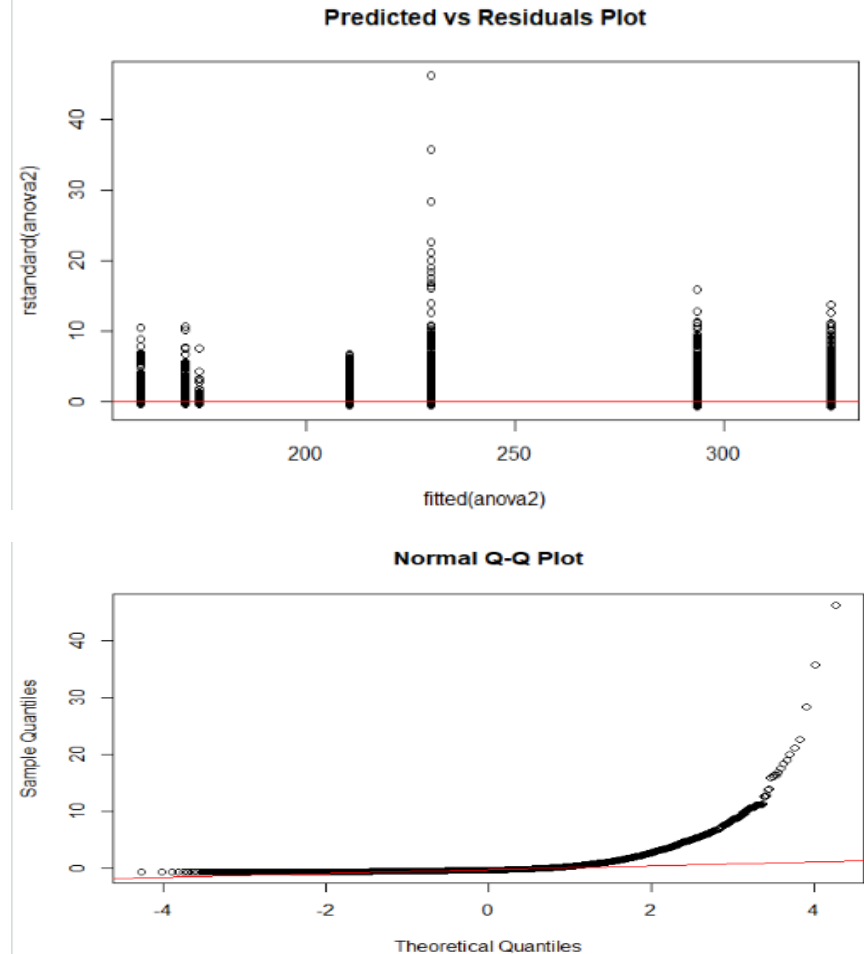 Predicted vs Residuals Plot
40
30
20
10
0
rstandard(anova2)
200 250 300
fitted(anova2)
Normal Q-Q Plot
40
30
20
10
0
Sample Quantiles
-4 -2 0 2 4
Theoretical Quantiles